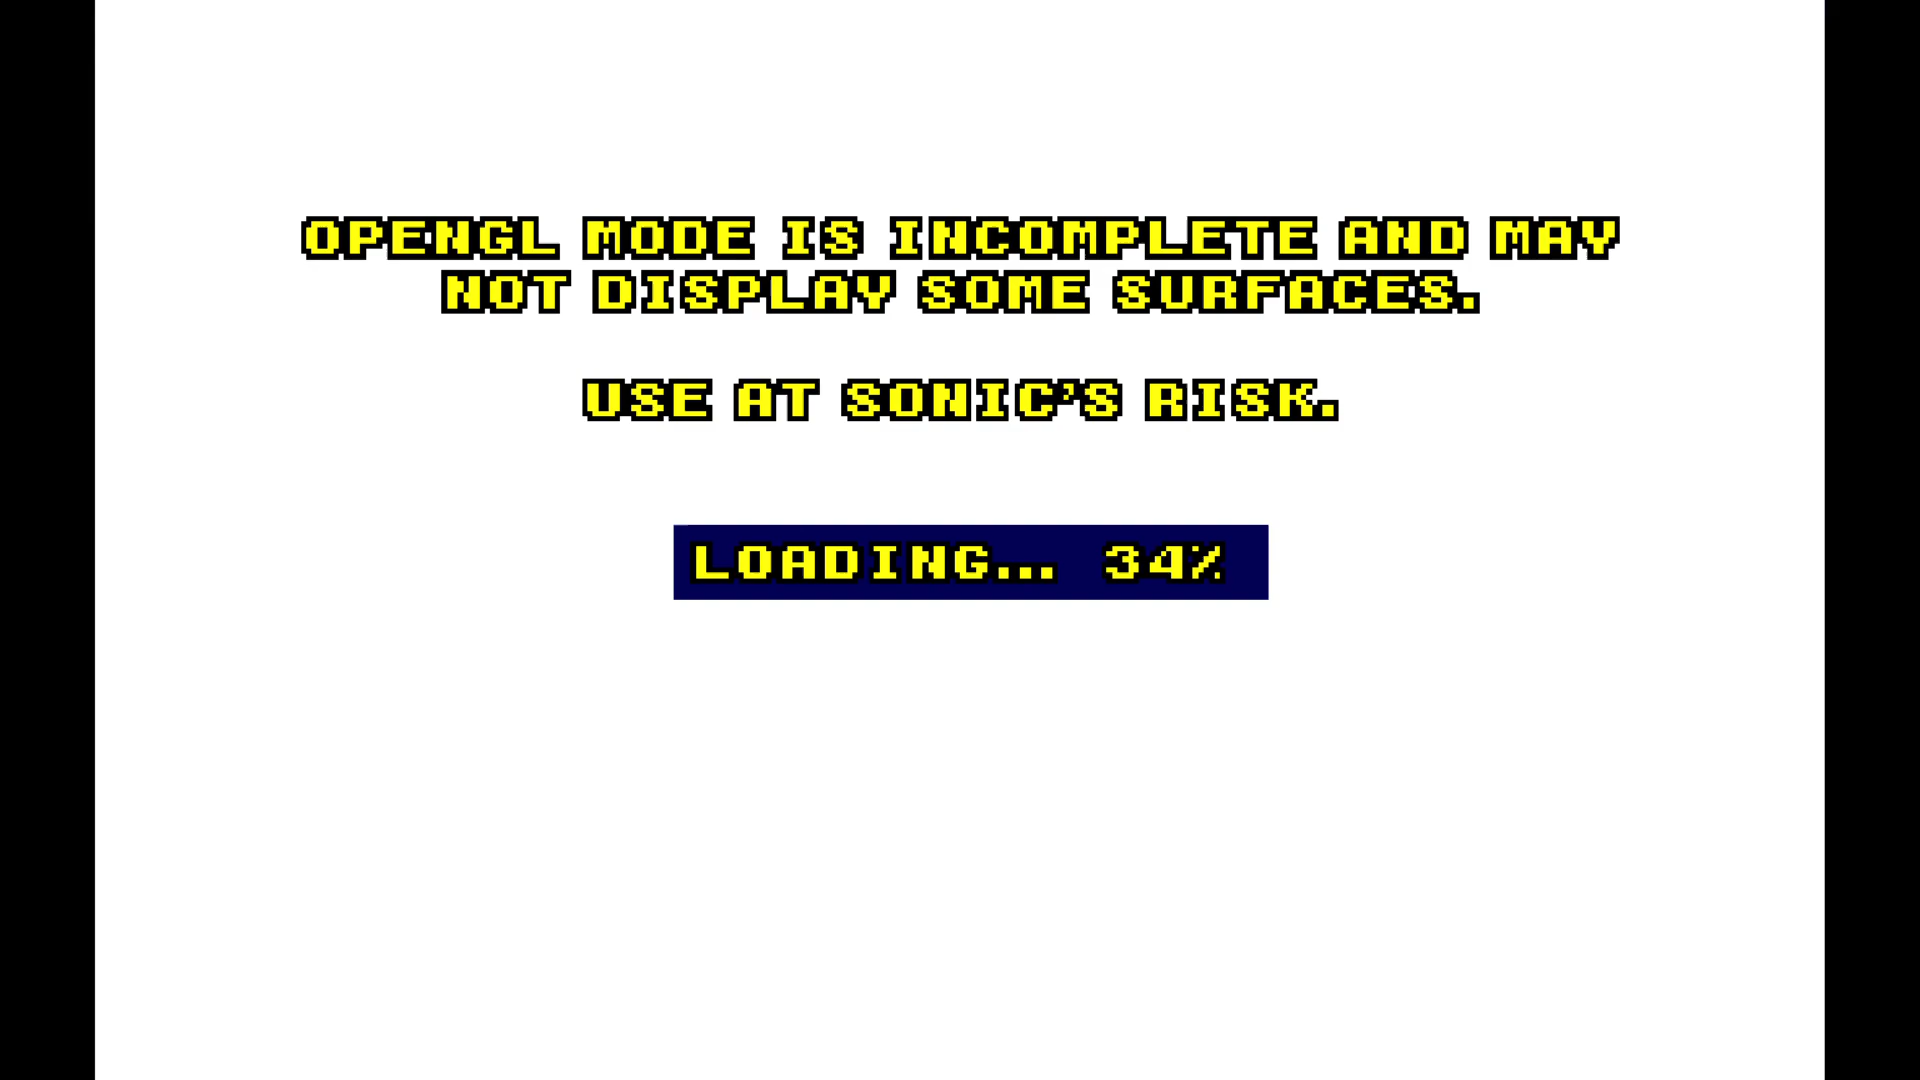 OPENGL MODE IS INCOMPLETE AND MAY
NOT DISPLAY SOME SURFACES.
USE AT SONIC'S RISK.
LOADING... 34%